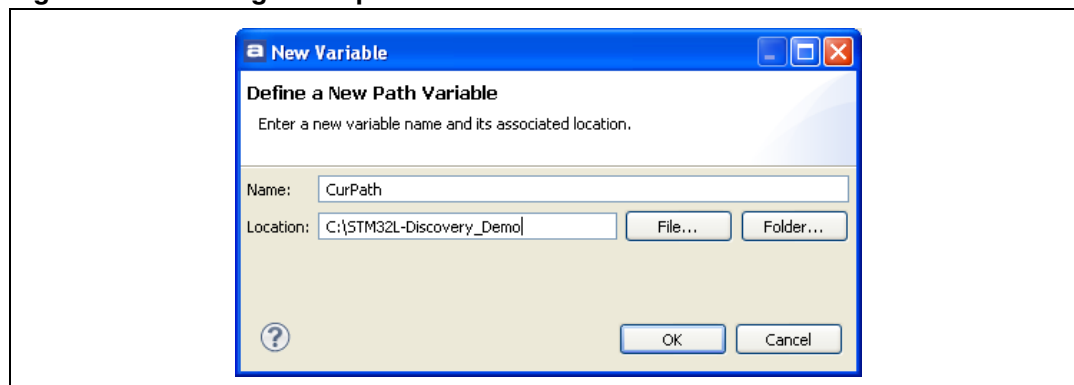 a New Variable
Define a New Path Variable
Enter a new variable name and its associated location.
Name: CurPath
Location: C:\STM32L-Discovery_Demo File... Folder...
? OK Cancel